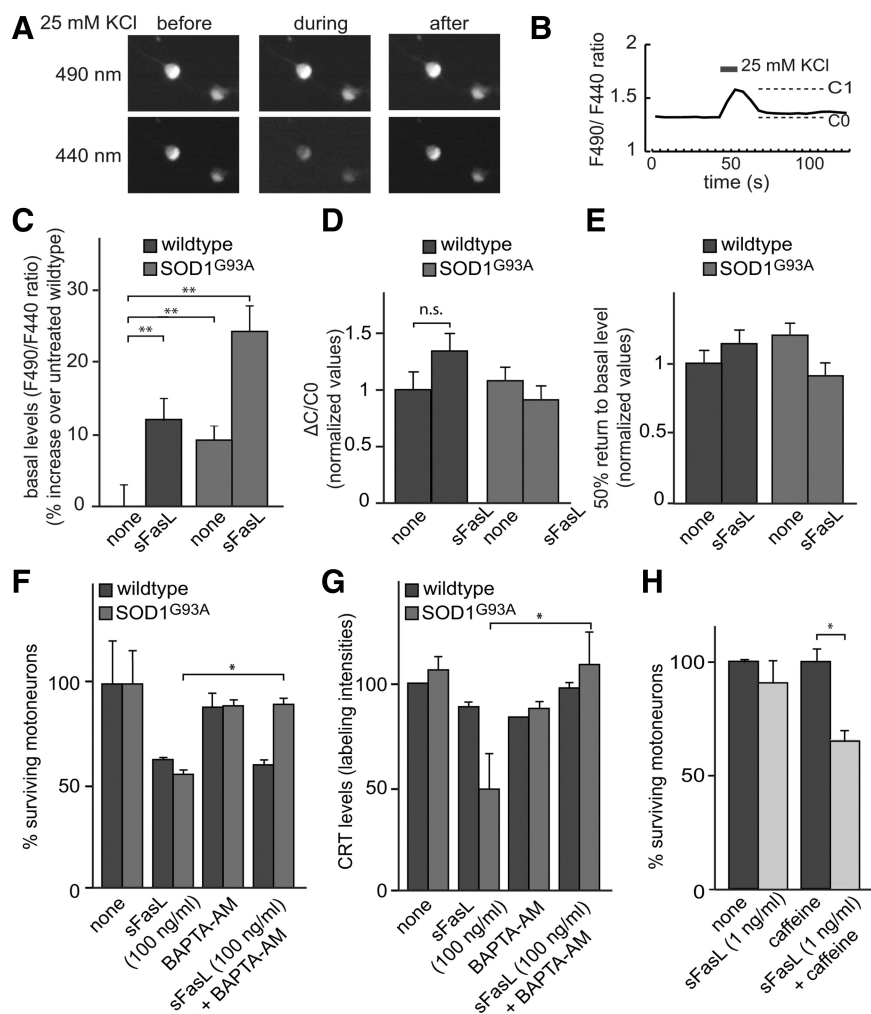 A
25 mM KCl before during after
490 nm
440 nm
B
F490/ F440 ratio
2
1.5
1
25 mM KCl
C1
C0
0 50 100
time (s)
C
wildtype
SOD1G93A
basal levels (F490/F440 ratio)
(% increase over untreated wildtype)
30
20
10
0
**
**
**
none sFasL none sFasL
D
wildtype
SOD1G93A
ΔC/C0
(normalized values)
1.5
1
0.5
0
n.s.
none sFasL none sFasL
E
wildtype
SOD1G93A
50% return to basal level
(normalized values)
1
0.5
0
none sFasL none sFasL
F
wildtype
SOD1G93A
% surviving motoneurons
100
50
0
*
none
sFasL
(100 ng/ml)
BAPTA-AM
sFasL (100 ng/ml)
+ BAPTA-AM
G
wildtype
SOD1G93A
CRT levels (labeling intensities)
100
50
0
*
none
sFasL
(100 ng/ml)
BAPTA-AM
sFasL (100 ng/ml)
+ BAPTA-AM
H
% surviving motoneurons
100
50
0
*
none
sFasL (1 ng/ml)
caffeine
sFasL (1 ng/ml)
+ caffeine